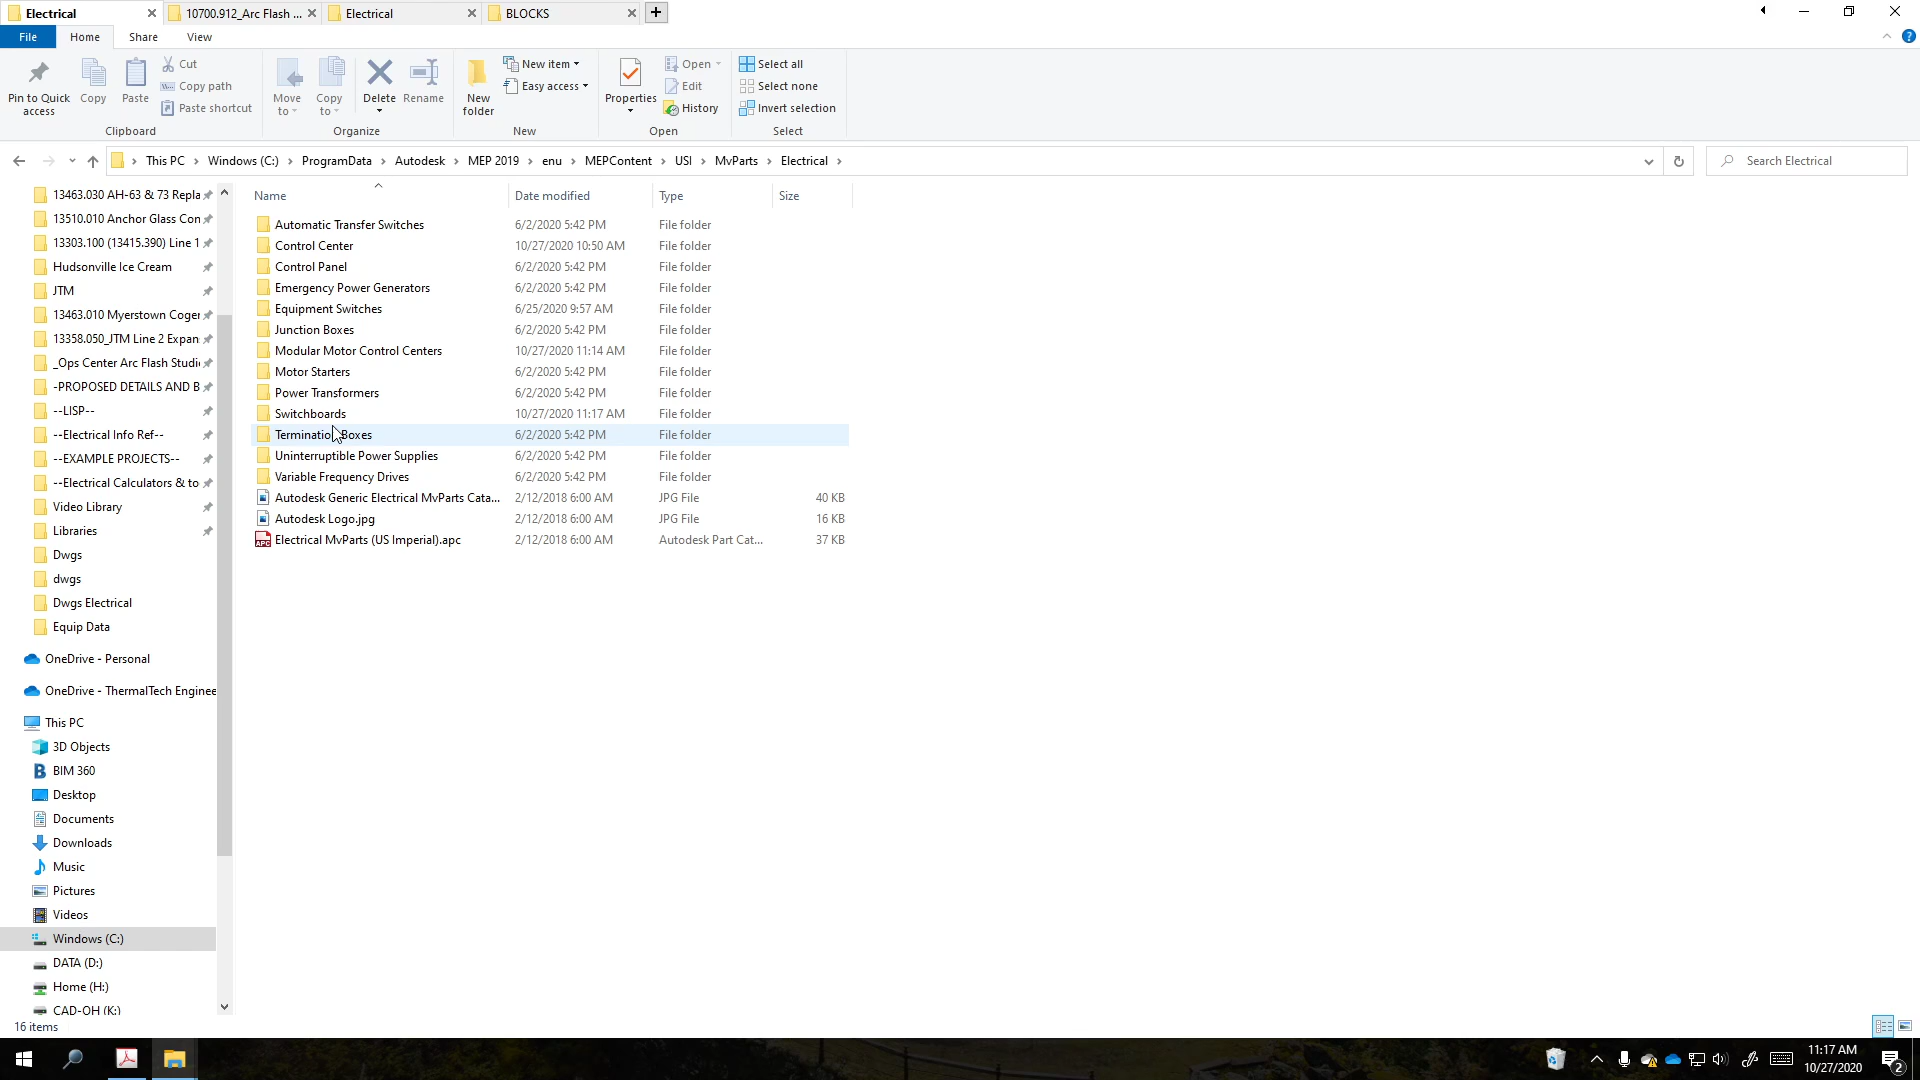 Electrical
10700.912_Arc Flash ...
Electrical
BLOCKS
File
Home
Share
View
Pin to Quick access
Copy
Paste
Cut
Copy path
Paste shortcut
Clipboard
Move to
Copy to
Delete
Rename
Organize
New folder
New item
Easy access
New
Properties
Open
Edit
History
Open
Select all
Select none
Invert selection
Select
This PC > Windows (C:) > ProgramData > Autodesk > MEP 2019 > enu > MEPContent > USI > MvParts > Electrical >
Search Electrical
13463.030 AH-63 & 73 Repla
13510.010 Anchor Glass Con
13303.100 (13415.390) Line 1
Hudsonville Ice Cream
JTM
13463.010 Myerstown Coger
13358.050_JTM Line 2 Expan
_Ops Center Arc Flash Studi
-PROPOSED DETAILS AND B
--LISP--
--Electrical Info Ref--
--EXAMPLE PROJECTS--
--Electrical Calculators & to
Video Library
Libraries
Dwgs
dwgs
Dwgs Electrical
Equip Data
OneDrive - Personal
OneDrive - ThermalTech Enginee
This PC
3D Objects
BIM 360
Desktop
Documents
Downloads
Music
Pictures
Videos
Windows (C:)
DATA (D:)
Home (H:)
CAD-OH (K:)
Name Date modified Type Size
Automatic Transfer Switches 6/2/2020 5:42 PM File folder
Control Center 10/27/2020 10:50 AM File folder
Control Panel 6/2/2020 5:42 PM File folder
Emergency Power Generators 6/2/2020 5:42 PM File folder
Equipment Switches 6/25/2020 9:57 AM File folder
Junction Boxes 6/2/2020 5:42 PM File folder
Modular Motor Control Centers 10/27/2020 11:14 AM File folder
Motor Starters 6/2/2020 5:42 PM File folder
Power Transformers 6/2/2020 5:42 PM File folder
Switchboards 10/27/2020 11:17 AM File folder
Termination Boxes 6/2/2020 5:42 PM File folder
Uninterruptible Power Supplies 6/2/2020 5:42 PM File folder
Variable Frequency Drives 6/2/2020 5:42 PM File folder
Autodesk Generic Electrical MvParts Cata... 2/12/2018 6:00 AM JPG File 40 KB
Autodesk Logo.jpg 2/12/2018 6:00 AM JPG File 16 KB
Electrical MvParts (US Imperial).apc 2/12/2018 6:00 AM Autodesk Part Cat... 37 KB
16 items
11:17 AM
10/27/2020
2